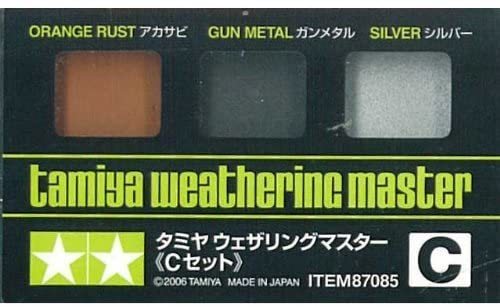 ORANGE RUST アカサビ GUN METAL ガンメタル SILVER シルバー
tamiya weathering master
タミヤ ウェザリングマスター
《Cセット》
C
©2006 TAMIYA MADE IN JAPAN ITEM87085